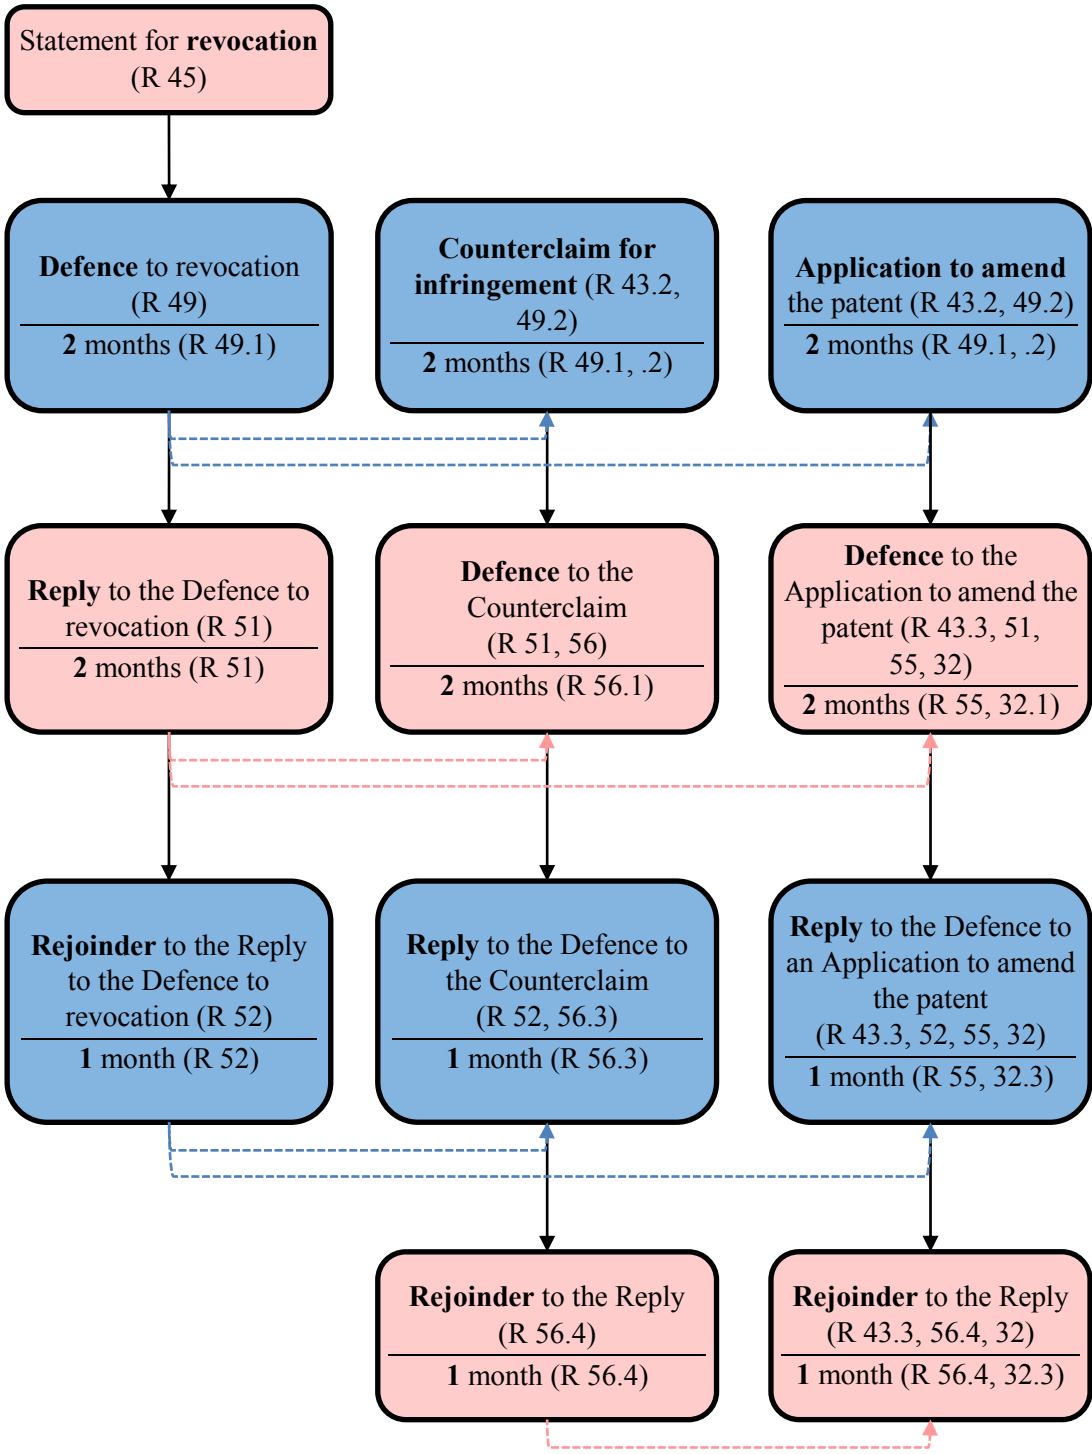 Statement for revocation
(R 45)
Defence to revocation
(R 49)
2 months (R 49.1)
Counterclaim for
infringement (R 43.2,
49.2)
2 months (R 49.1, .2)
Application to amend
the patent (R 43.2, 49.2)
2 months (R 49.1, .2)
Reply to the Defence to
revocation (R 51)
2 months (R 51)
Defence to the
Counterclaim
(R 51, 56)
2 months (R 56.1)
Defence to the
Application to amend the
patent (R 43.3, 51,
55, 32)
2 months (R 55, 32.1)
Rejoinder to the Reply
to the Defence to
revocation (R 52)
1 month (R 52)
Reply to the Defence to
the Counterclaim
(R 52, 56.3)
1 month (R 56.3)
Reply to the Defence to
an Application to amend
the patent
(R 43.3, 52, 55, 32)
1 month (R 55, 32.3)
Rejoinder to the Reply
(R 56.4)
1 month (R 56.4)
Rejoinder to the Reply
(R 43.3, 56.4, 32)
1 month (R 56.4, 32.3)